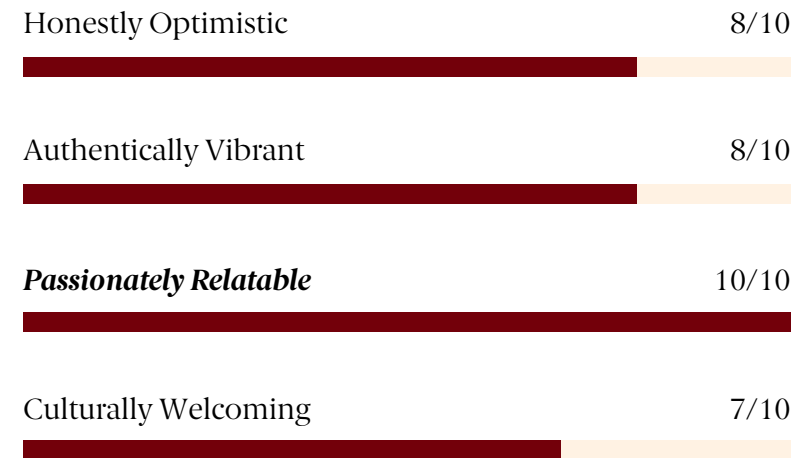 Honestly Optimistic 8/10
Authentically Vibrant 8/10
Passionately Relatable 10/10
Culturally Welcoming 7/10